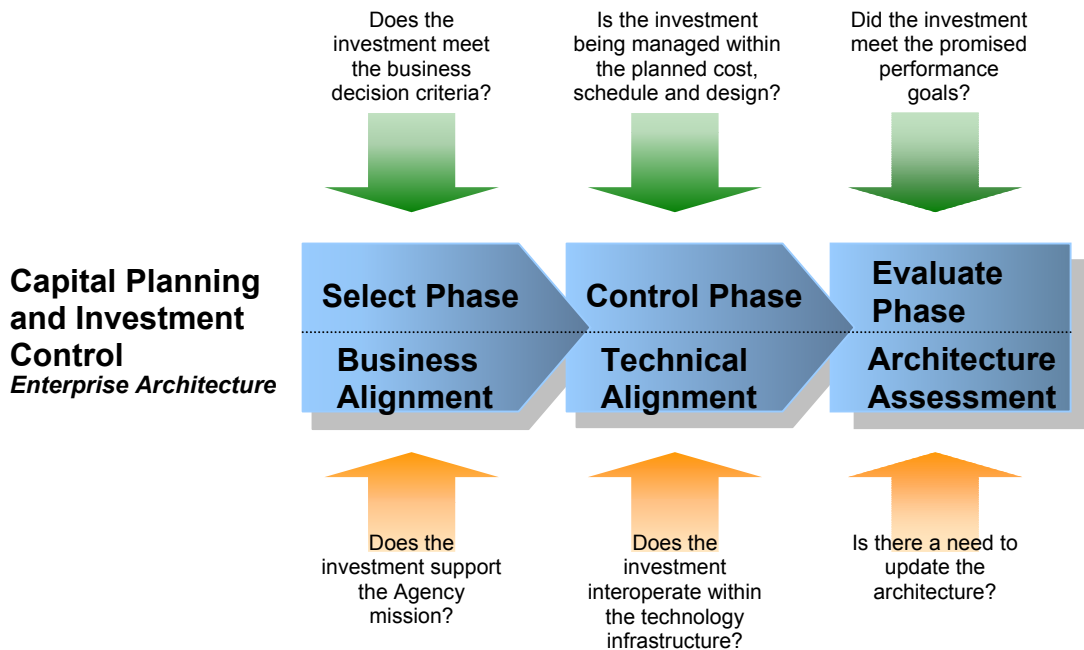 Does the
investment meet
the business
decision criteria?
Is the investment
being managed within
the planned cost,
schedule and design?
Did the investment
meet the promised
performance
goals?
Capital Planning
and Investment
Control
Enterprise Architecture
Select Phase
Business
Alignment
Control Phase
Technical
Alignment
Evaluate
Phase
Architecture
Assessment
Does the
investment support
the Agency
mission?
Does the
investment
interoperate within
the technology
infrastructure?
Is there a need to
update the
architecture?